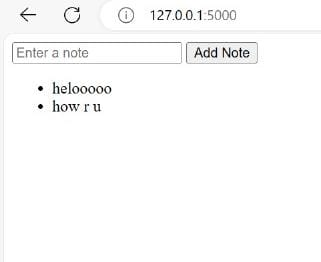 127.0.0.1:5000
Enter a note Add Note
helooooo
how r u